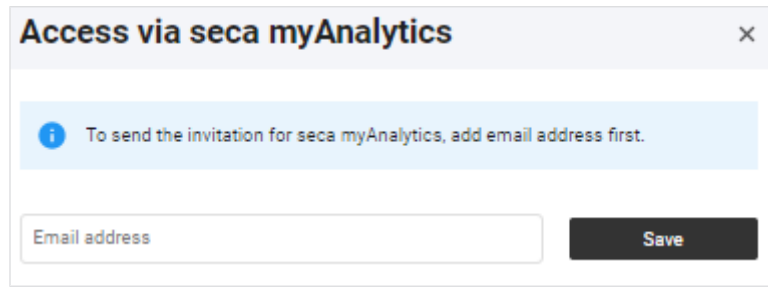 Access via seca myAnalytics
To send the invitation for seca myAnalytics, add email address first.
Email address
Save